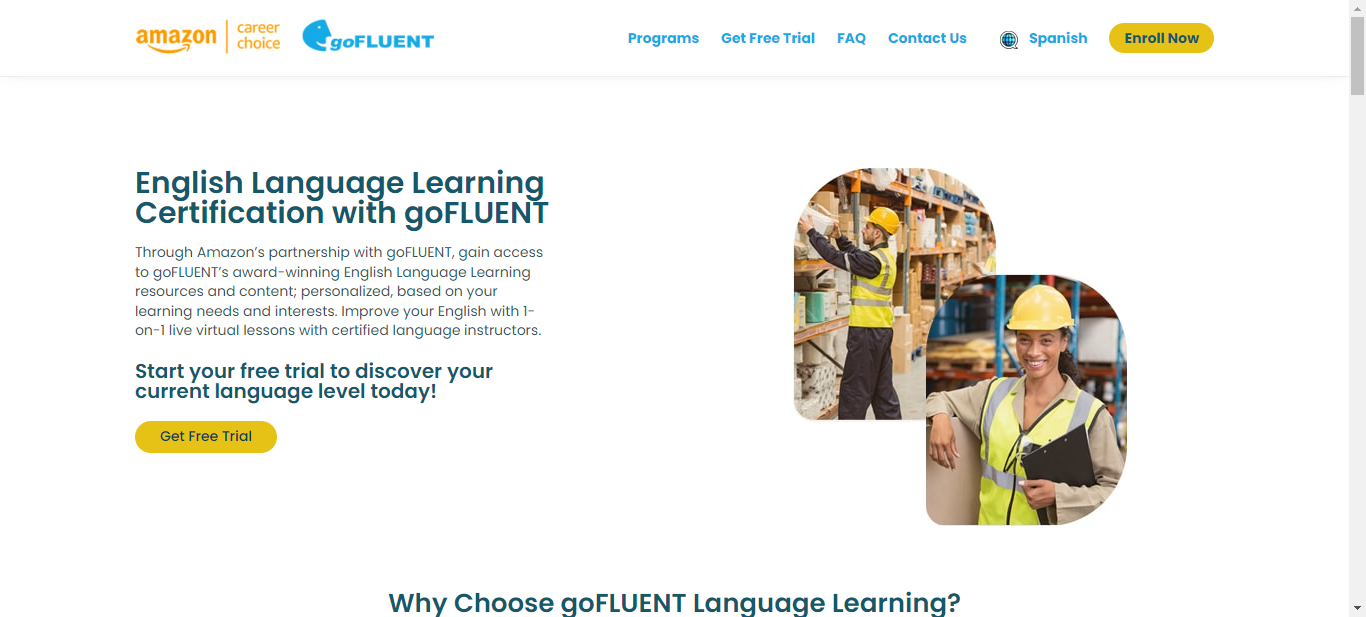 amazon
career
choice
goFLUENT
Programs
Get Free Trial
FAQ
Contact Us
Spanish
Enroll Now
English Language Learning
Certification with goFLUENT
Through Amazon’s partnership with goFLUENT, gain access
to goFLUENT’s award-winning English Language Learning
resources and content; personalized, based on your
learning needs and interests. Improve your English with 1-
on-1 live virtual lessons with certified language instructors.
Start your free trial to discover your
current language level today!
Get Free Trial
Why Choose goFLUENT Language Learning?